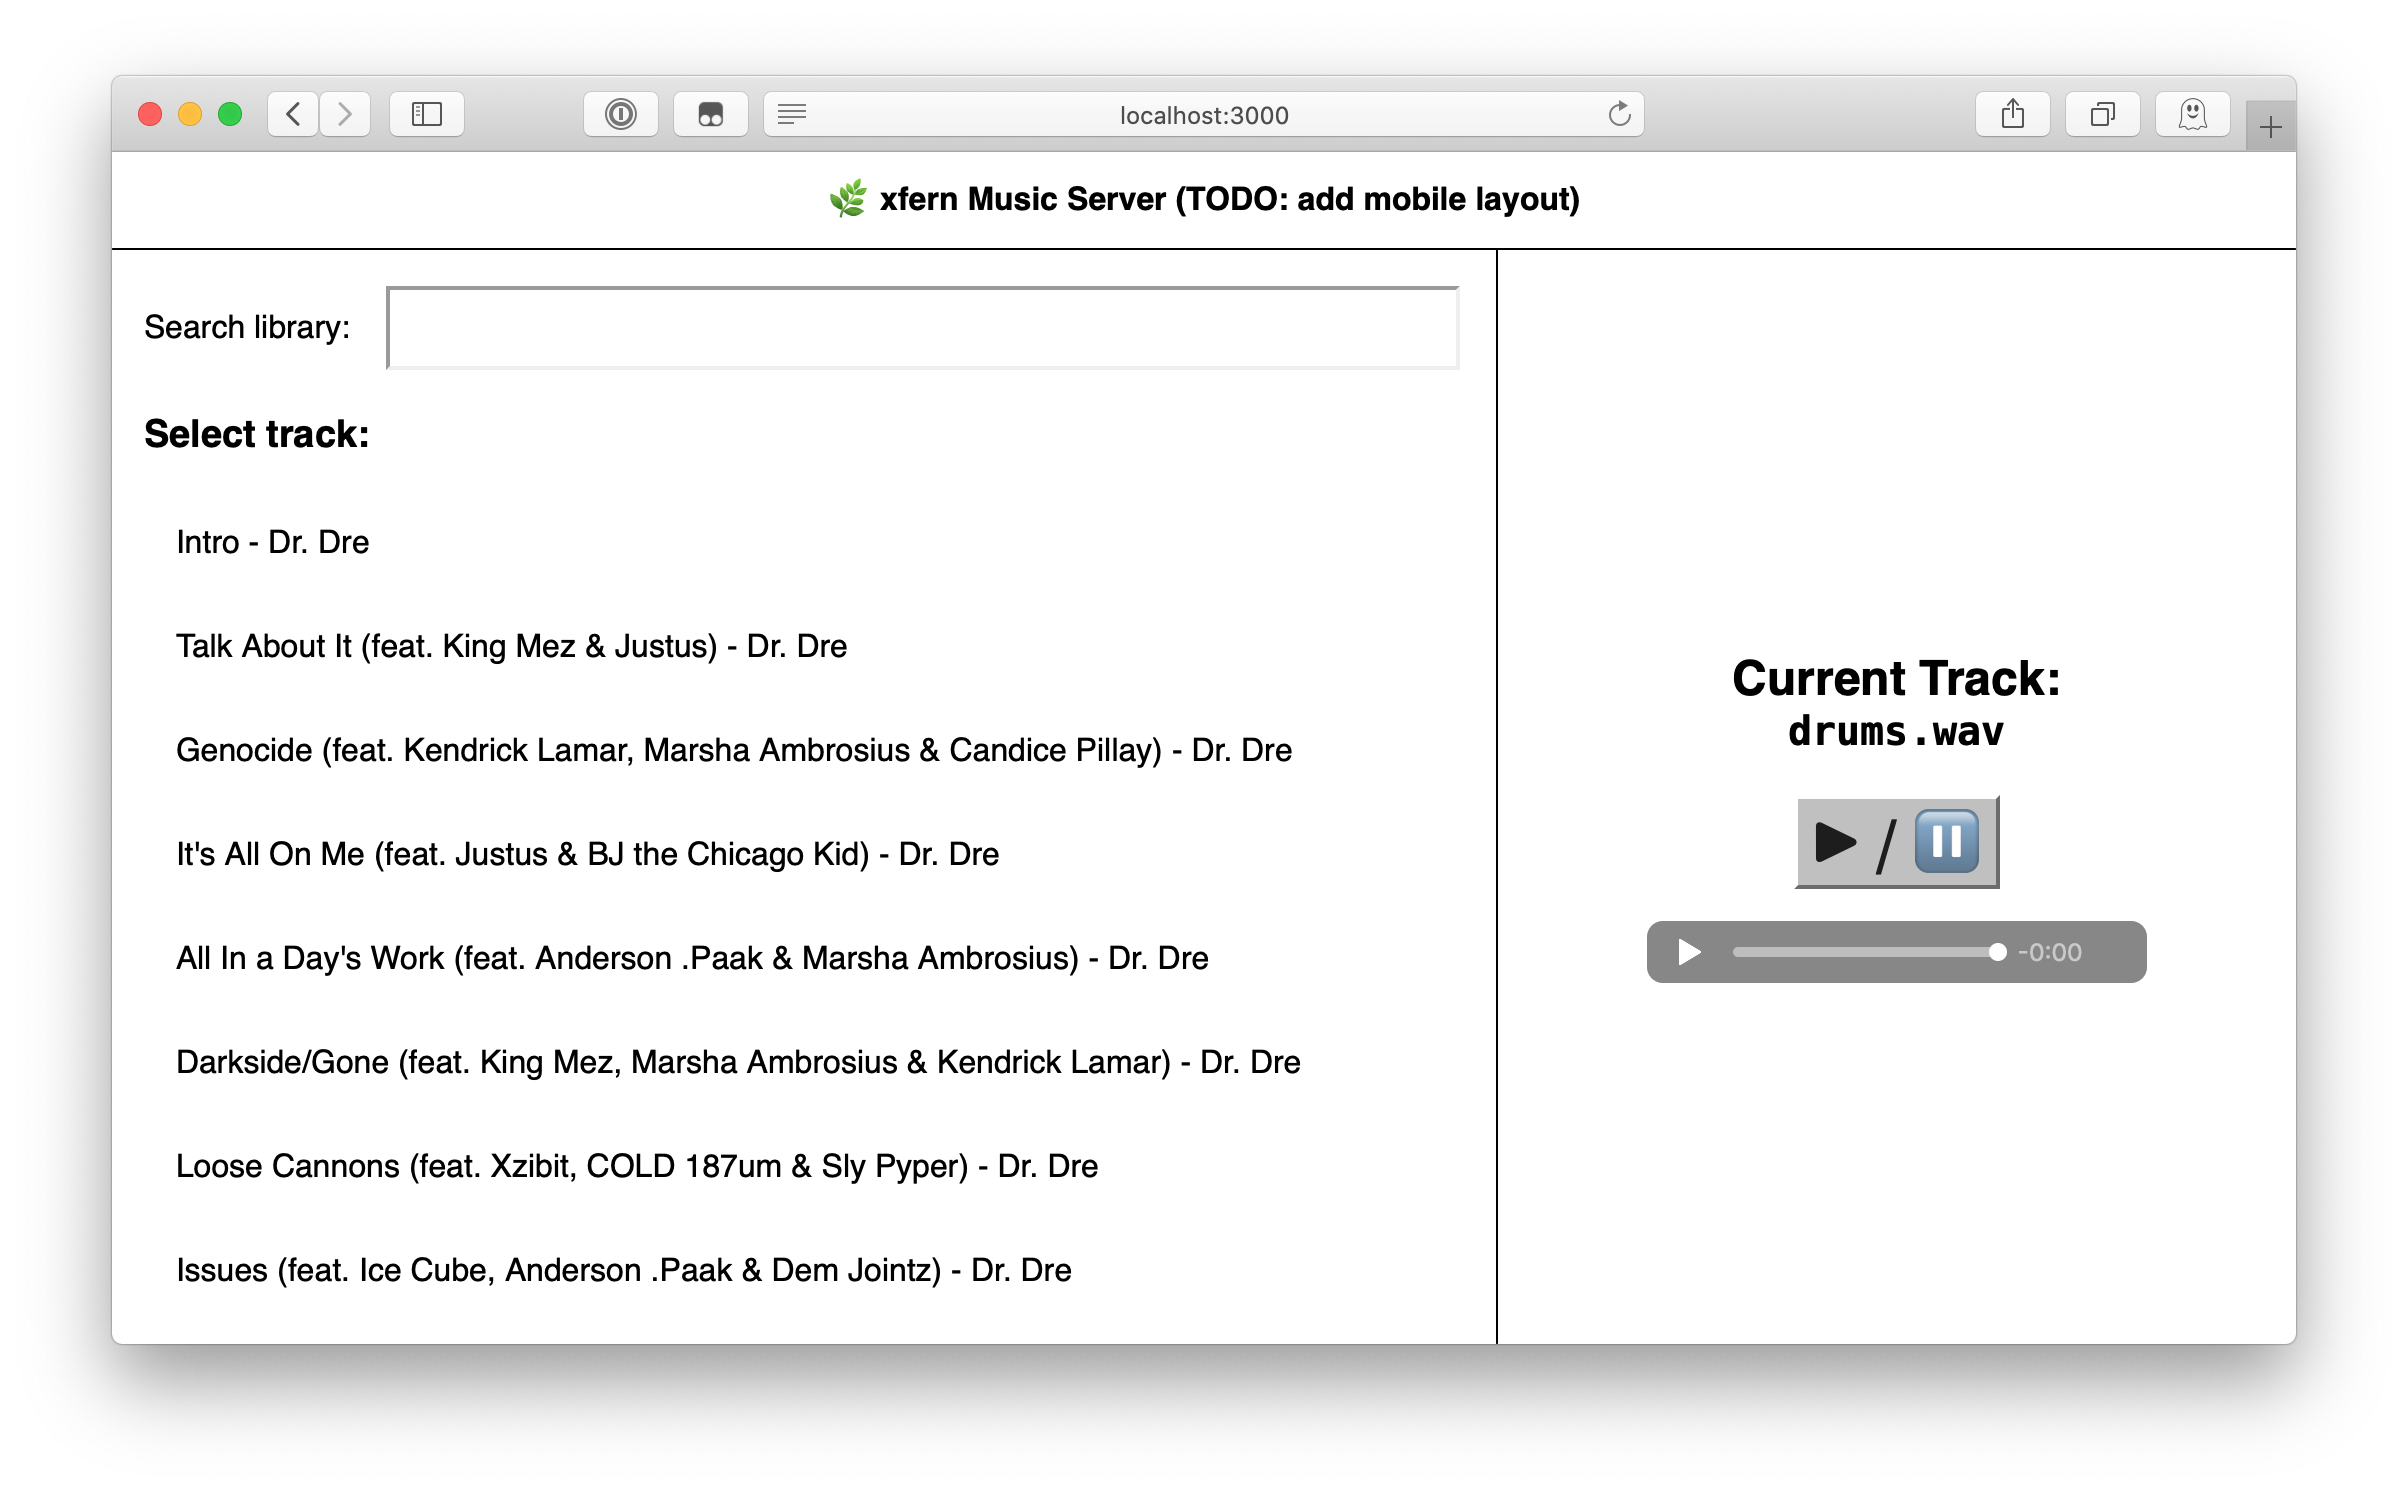 localhost:3000
🌿 xfern Music Server (TODO: add mobile layout)
Search library:
Select track:
Intro - Dr. Dre
Talk About It (feat. King Mez & Justus) - Dr. Dre
Genocide (feat. Kendrick Lamar, Marsha Ambrosius & Candice Pillay) - Dr. Dre
It's All On Me (feat. Justus & BJ the Chicago Kid) - Dr. Dre
All In a Day's Work (feat. Anderson .Paak & Marsha Ambrosius) - Dr. Dre
Darkside/Gone (feat. King Mez, Marsha Ambrosius & Kendrick Lamar) - Dr. Dre
Loose Cannons (feat. Xzibit, COLD 187um & Sly Pyper) - Dr. Dre
Issues (feat. Ice Cube, Anderson .Paak & Dem Jointz) - Dr. Dre
Current Track:
drums.wav
▶ / ⏸
-0:00